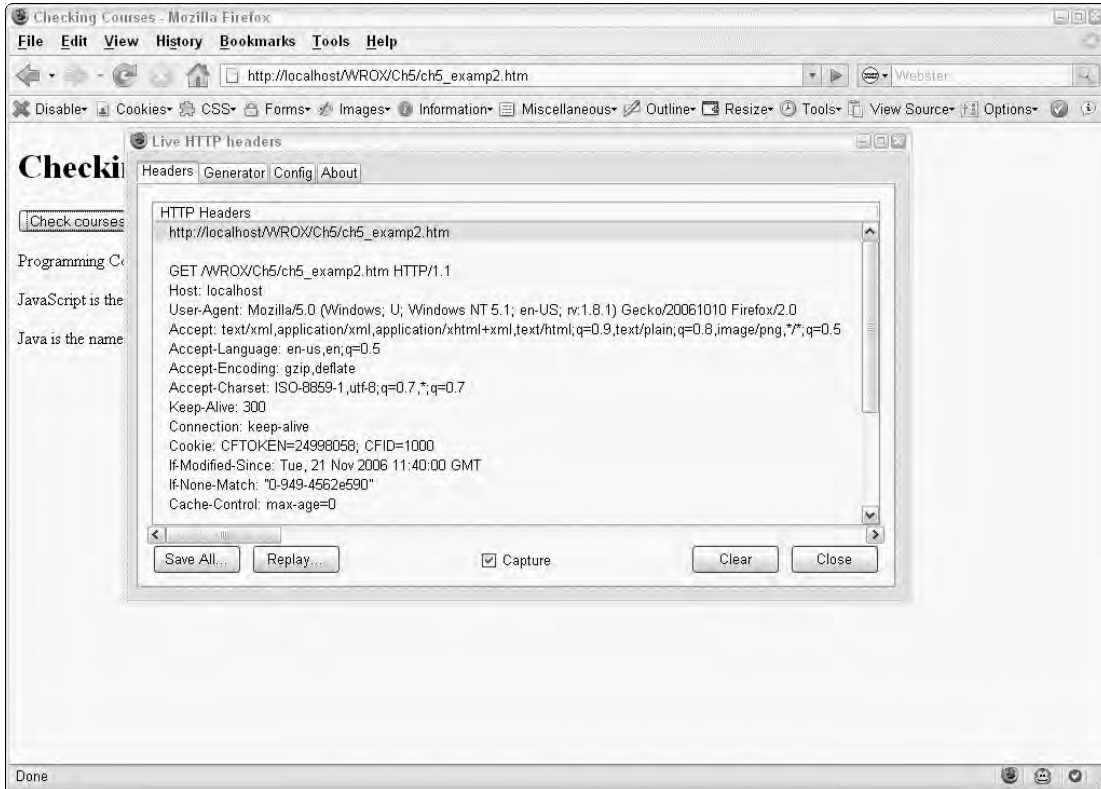 Checking Courses - Mozilla Firefox
File Edit View History Bookmarks Tools Help
http://localhost/WROX/Ch5/ch5_examp2.htm Webster
Disable Cookies CSS Forms Images Information Miscellaneous Outline Resize Tools View Source Options
Live HTTP headers
Checki
Headers Generator Config About
HTTP Headers
Check courses
http://localhost/WROX/Ch5/ch5_examp2.htm
Programming Co
GET /WROX/Ch5/ch5_examp2.htm HTTP/1.1
Host: localhost
JavaScript is the
User-Agent: Mozilla/5.0 (Windows; U; Windows NT 5.1; en-US; rv:1.8.1) Gecko/20061010 Firefox/2.0
Accept: text/xml,application/xml,application/xhtml+xml,text/html;q=0.9,text/plain;q=0.8,image/png,*/*;q=0.5
Java is the name
Accept-Language: en-us,en;q=0.5
Accept-Encoding: gzip,deflate
Accept-Charset: ISO-8859-1,utf-8;q=0.7,*;q=0.7
Keep-Alive: 300
Connection: keep-alive
Cookie: CFTOKEN=24998058; CFID=1000
If-Modified-Since: Tue, 21 Nov 2006 11:40:00 GMT
If-None-Match: "0-949-4562e590"
Cache-Control: max-age=0
Save All... Replay... Capture Clear Close
Done